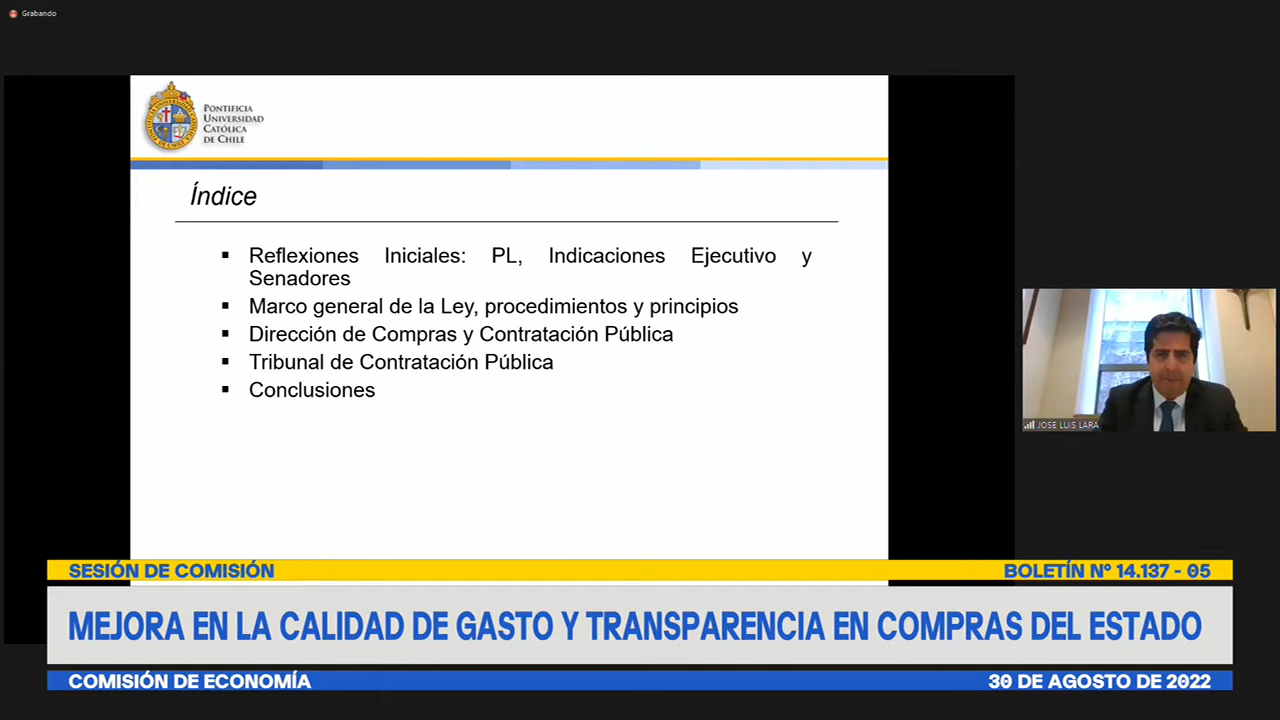 Grabando
PONTIFICIA
UNIVERSIDAD
CATÓLICA
DE CHILE
Índice
▪ Reflexiones Iniciales: PL, Indicaciones Ejecutivo y
Senadores
▪ Marco general de la Ley, procedimientos y principios
▪ Dirección de Compras y Contratación Pública
▪ Tribunal de Contratación Pública
▪ Conclusiones
JOSE LUIS LARA
SESIÓN DE COMISIÓN
BOLETÍN N° 14.137 - 05
MEJORA EN LA CALIDAD DE GASTO Y TRANSPARENCIA EN COMPRAS DEL ESTADO
COMISIÓN DE ECONOMÍA
30 DE AGOSTO DE 2022